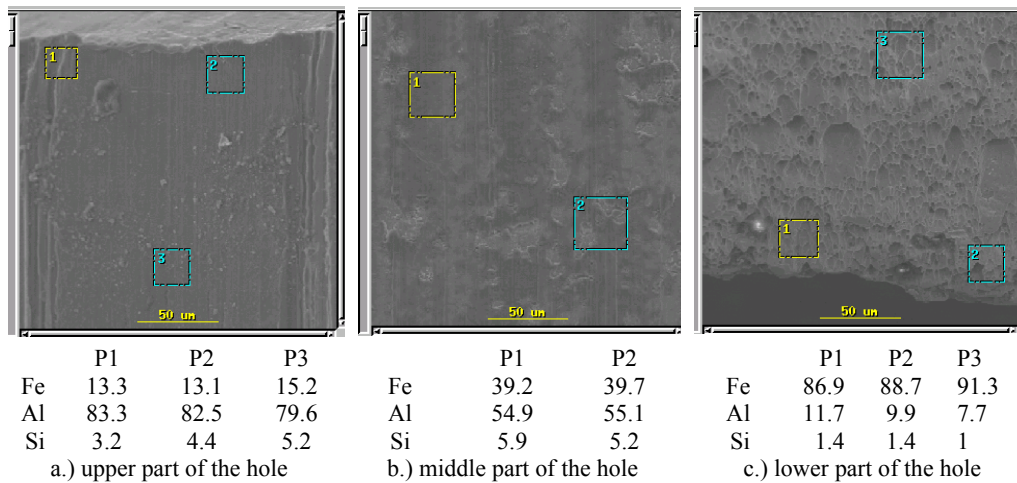 1
2
3
50 um
1
2
50 um
3
1
2
50 um
P1 P2 P3
Fe 13.3 13.1 15.2
Al 83.3 82.5 79.6
Si 3.2 4.4 5.2
a.) upper part of the hole
P1 P2
Fe 39.2 39.7
Al 54.9 55.1
Si 5.9 5.2
b.) middle part of the hole
P1 P2 P3
Fe 86.9 88.7 91.3
Al 11.7 9.9 7.7
Si 1.4 1.4 1
c.) lower part of the hole